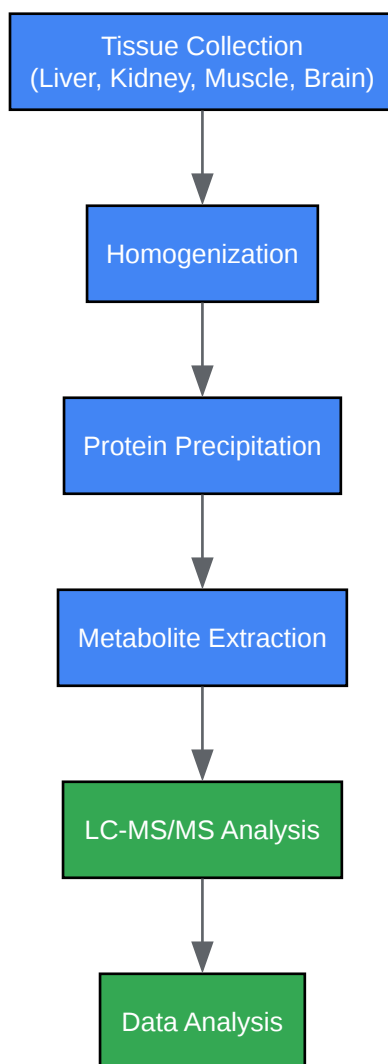 Tissue Collection
(Liver, Kidney, Muscle, Brain)
Homogenization
Protein Precipitation
Metabolite Extraction
LC-MS/MS Analysis
Data Analysis